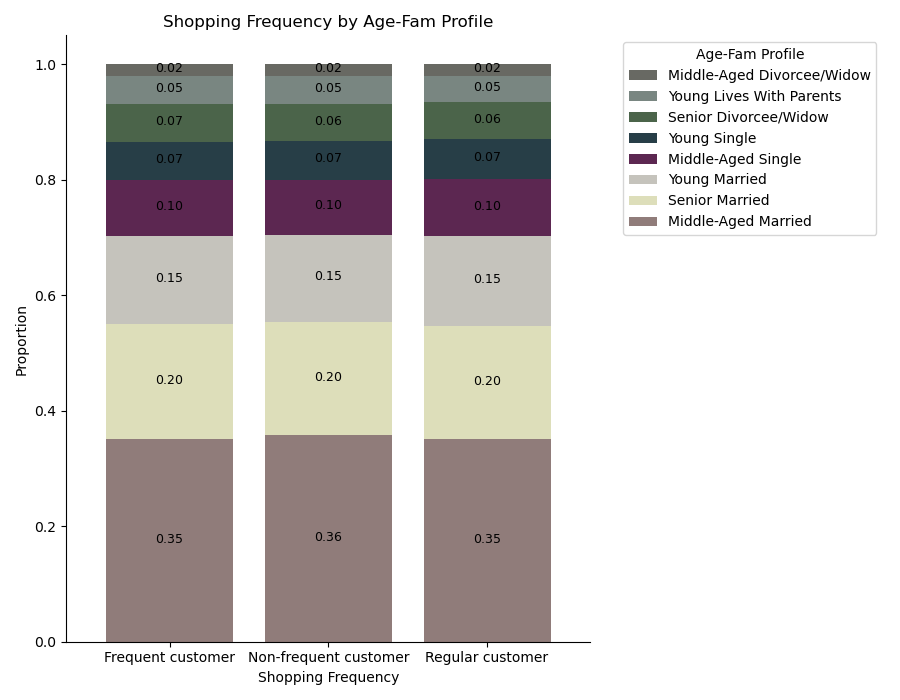 Shopping Frequency by Age-Fam Profile
Proportion
1.0
0.8
0.6
0.4
0.2
0.0
0.02 0.02 0.02
0.05 0.05 0.05
0.07 0.06 0.06
0.07 0.07 0.07
0.10 0.10 0.10
0.15 0.15 0.15
0.20 0.20 0.20
0.35 0.36 0.35
Frequent customer Non-frequent customer Regular customer
Shopping Frequency
Age-Fam Profile
Middle-Aged Divorcee/Widow
Young Lives With Parents
Senior Divorcee/Widow
Young Single
Middle-Aged Single
Young Married
Senior Married
Middle-Aged Married